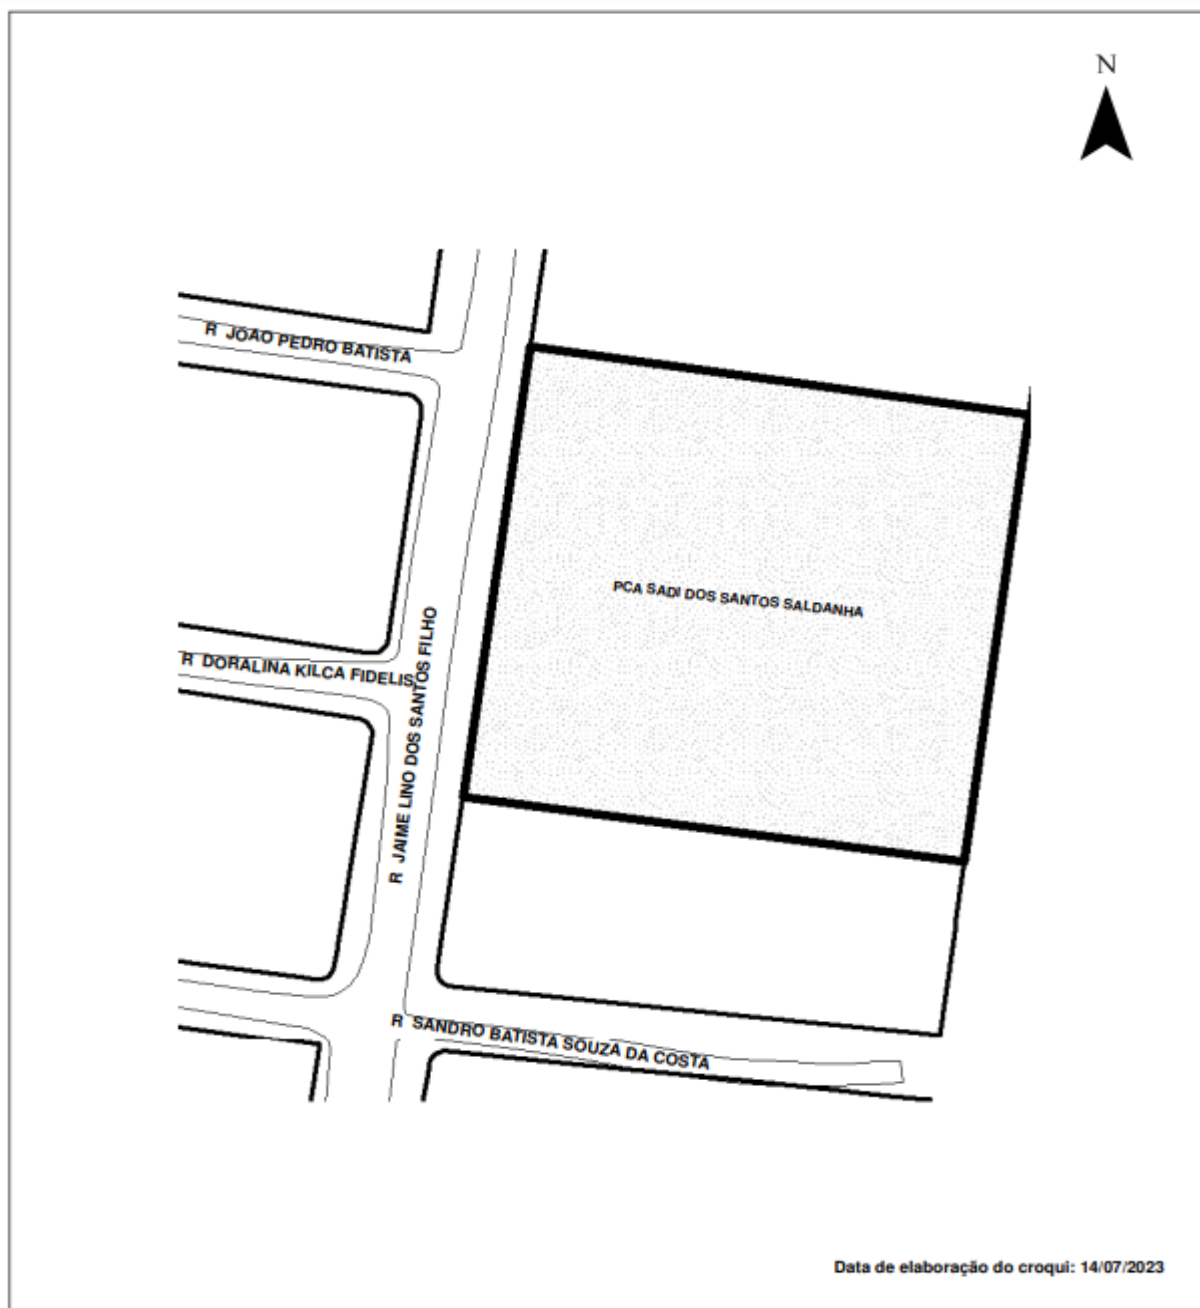 N
R JOAO PEDRO BATISTA
PCA SADI DOS SANTOS SALDANHA
R DORALINA KILCA FIDELIS
R JAIME LINO DOS SANTOS FILHO
R SANDRO BATISTA SOUZA DA COSTA
Data de elaboração do croqui: 14/07/2023